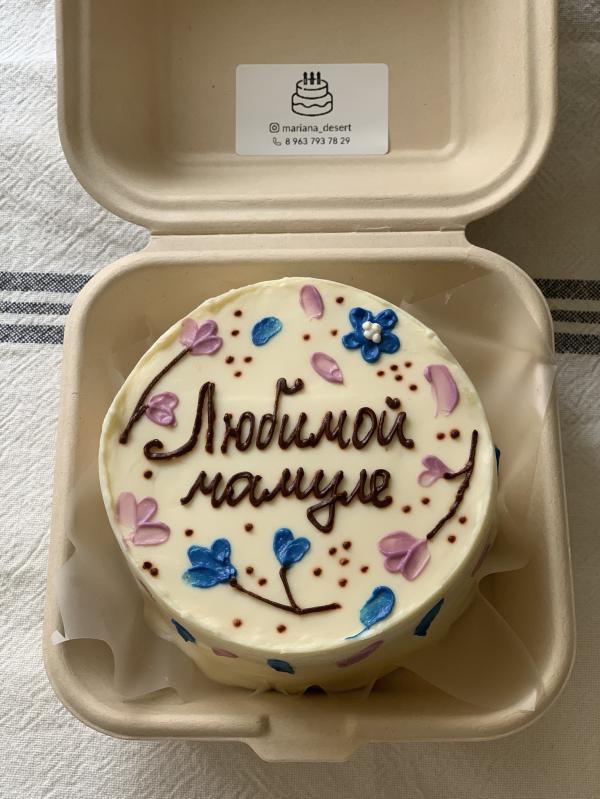 mariana_desert
8 963 793 78 29
Любимой
мамуле